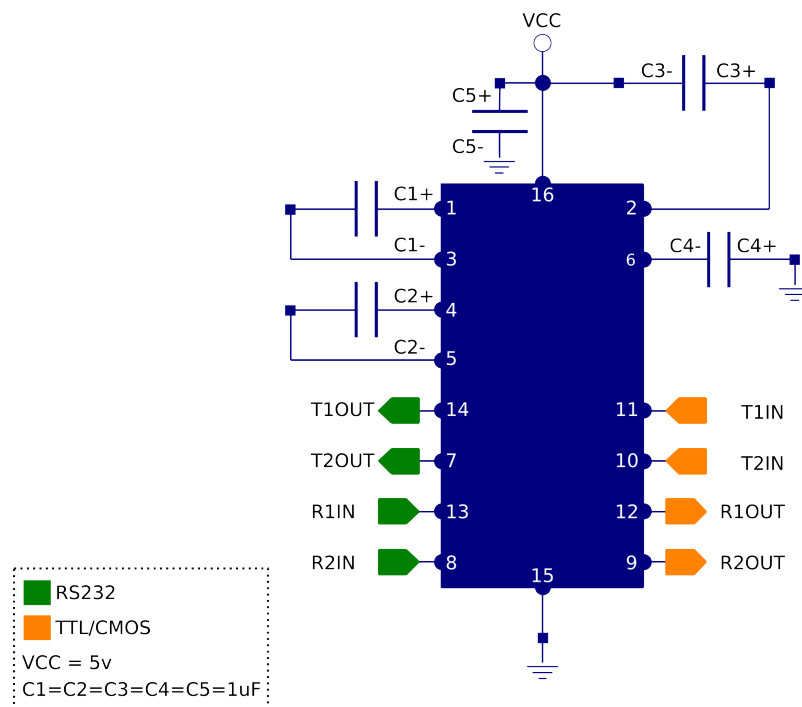 VCC
C3- C3+
C5+
C5-
16
C1+ 1 2
C1- 3 6 C4- C4+
C2+ 4
C2- 5
T1OUT 14 11 T1IN
T2OUT 7 10 T2IN
R1IN 13 12 R1OUT
R2IN 8 9 R2OUT
15
RS232
TTL/CMOS
VCC = 5v
C1=C2=C3=C4=C5=1uF